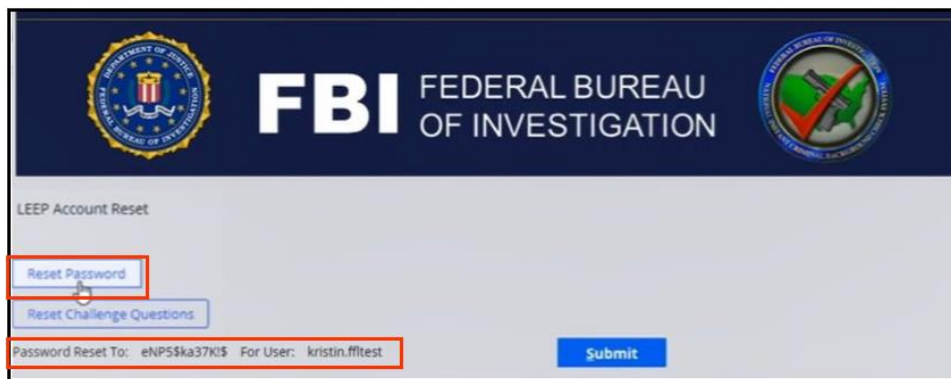 FBI FEDERAL BUREAU
OF INVESTIGATION
LEEP Account Reset
Reset Password
Reset Challenge Questions
Password Reset To: eNP5$ka37K!$ For User: kristin.ffltest
Submit